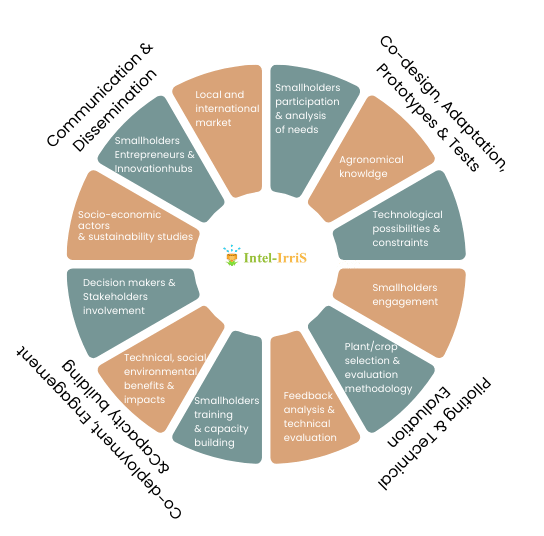 Communication &
Dissemination
Co-design, Adaptation,
Prototypes & Tests
Local and
international
market
Smallholders
participation
& analysis
of needs
Agronomical
knowldge
Technological
possibilities &
constraints
Smallholders
engagement
Plant/crop
selection &
evaluation
methodology
Feedback
analysis &
technical
evaluation
Smallholders
training
& capacity
building
Technical, social
environmental
benefits &
impacts
Decision makers &
Stakeholders
involvement
Socio-economic
actors
& sustainability studies
Smallholders
Entrepreneurs &
Innovationhubs
Intel-IrriS
Piloting & Technical
Evaluation
Co-deployment, Engagement
&Capacity building